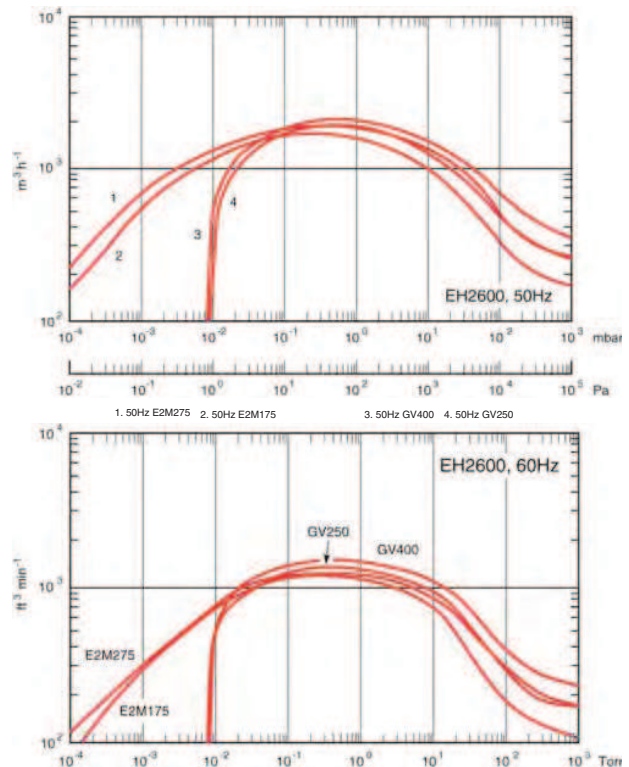 10⁴
m³h⁻¹
10³
1
2
3
4
EH2600, 50Hz
10²
10⁻⁴ 10⁻³ 10⁻² 10⁻¹ 10⁰ 10¹ 10² 10³ mbar
10⁻² 10⁻¹ 10⁰ 10¹ 10² 10³ 10⁴ 10⁵ Pa
1. 50Hz E2M275 2. 50Hz E2M175 3. 50Hz GV400 4. 50Hz GV250
10⁴
EH2600, 60Hz
GV250
GV400
ft³ min⁻¹
10³
E2M275
E2M175
10²
10⁻⁴ 10⁻³ 10⁻² 10⁻¹ 10⁰ 10¹ 10² 10³ Torr